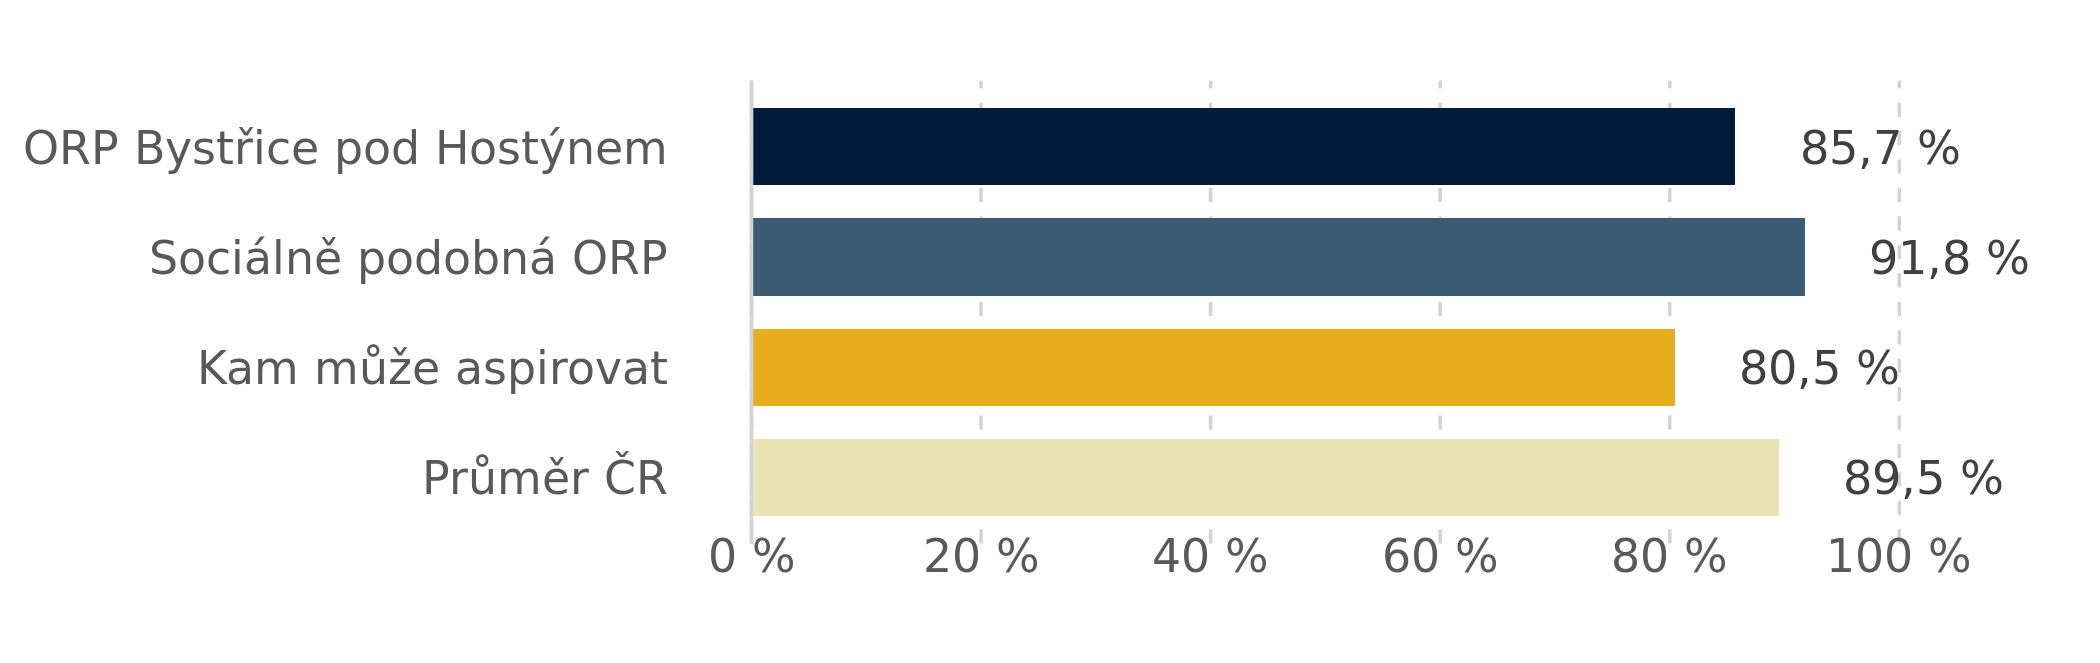 ORP Bystřice pod Hostýnem 85,7 %
Sociálně podobná ORP 91,8 %
Kam může aspirovat 80,5 %
Průměr ČR 89,5 %
0 % 20 % 40 % 60 % 80 % 100 %